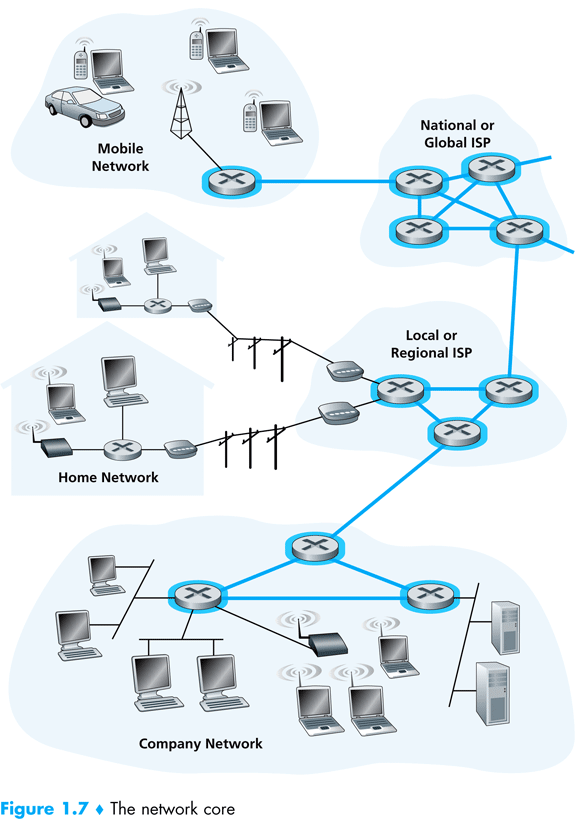 Mobile
Network
National or
Global ISP
Local or
Regional ISP
Home Network
Company Network
Figure 1.7 ♦ The network core